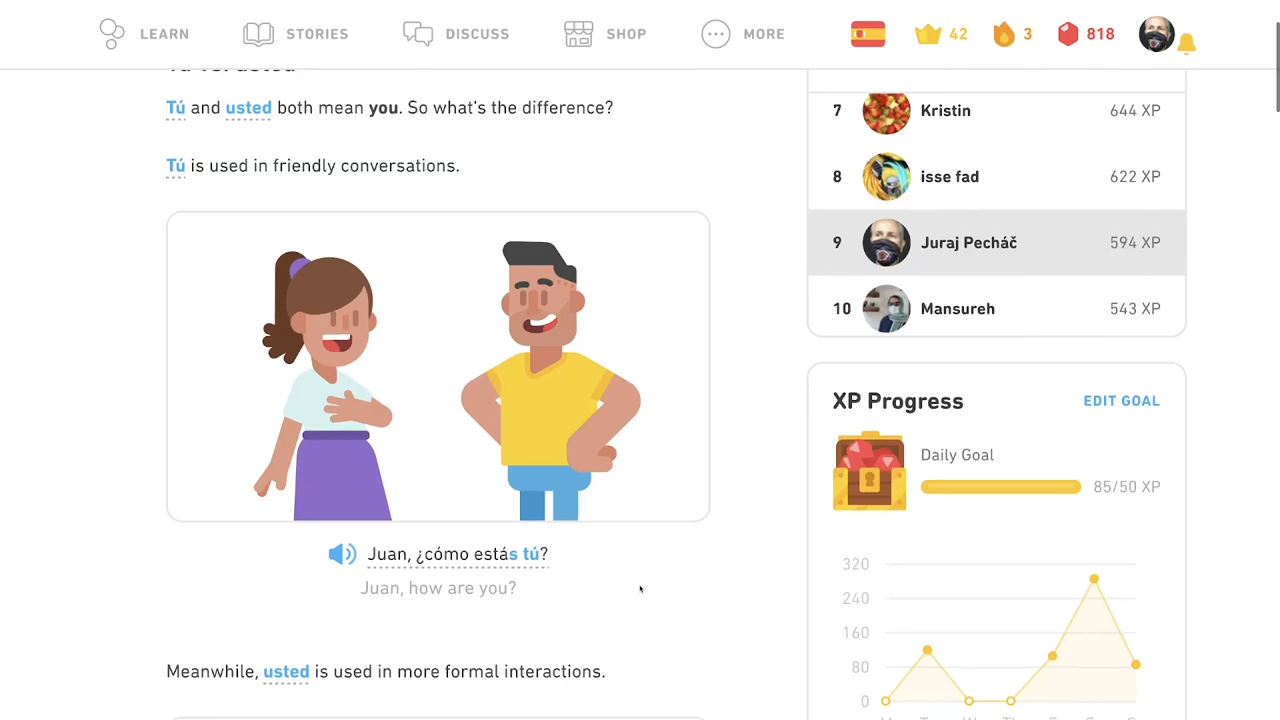 LEARN
STORIES
DISCUSS
SHOP
MORE
42
3
818
Tú and usted both mean you. So what's the difference?
Tú is used in friendly conversations.
Juan, ¿cómo estás tú?
Juan, how are you?
Meanwhile, usted is used in more formal interactions.
7 Kristin 644 XP
8 isse fad 622 XP
9 Juraj Pecháč 594 XP
10 Mansureh 543 XP
XP Progress EDIT GOAL
Daily Goal
85/50 XP
320
240
160
80
0